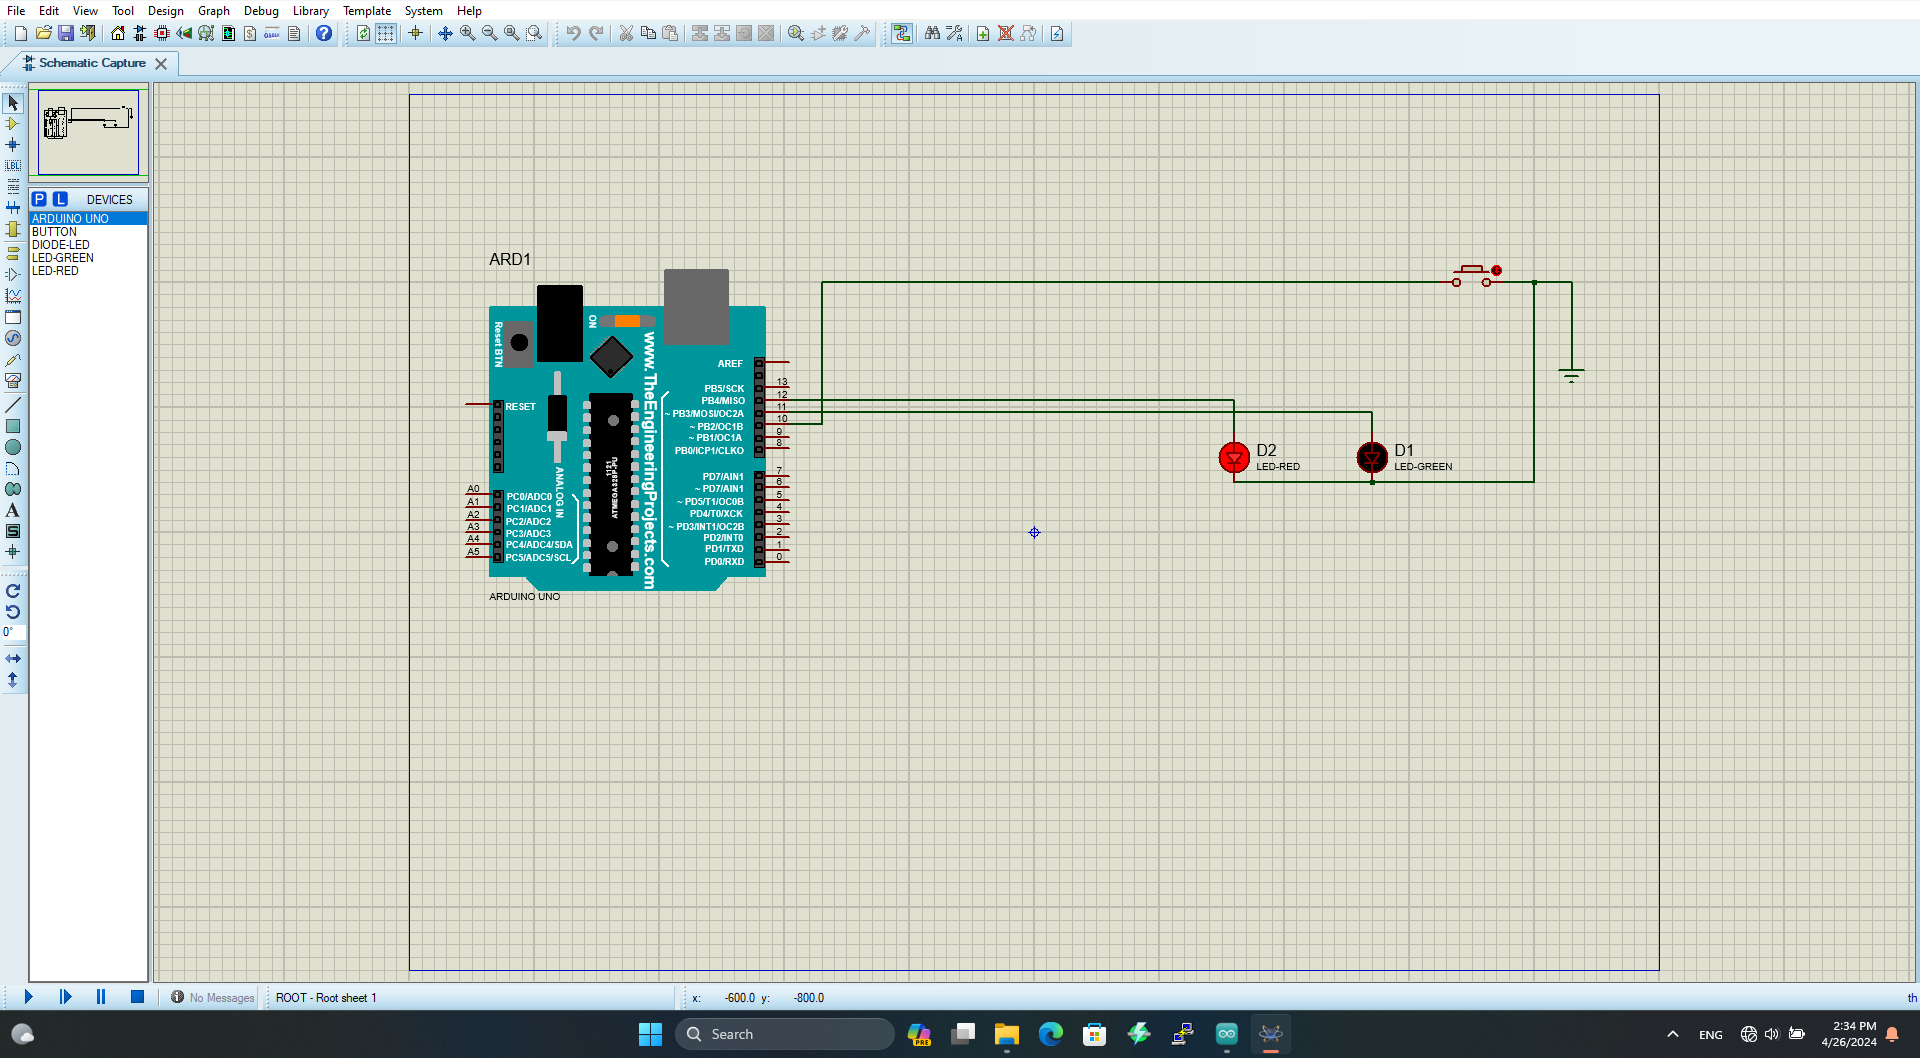 File Edit View Tool Design Graph Debug Library Template System Help
Schematic Capture
LBL
P L DEVICES
ARDUINO UNO
BUTTON
DIODE-LED
LED-GREEN
LED-RED
A
S
0°
ARD1
Reset BTN
ON
www.TheEngineeringProjects.com
RESET
ANALOG IN
ATMEGA328P-PU
1121
AREF
PB5/SCK 13
PB4/MISO 12
~ PB3/MOSI/OC2A 11
~ PB2/OC1B 10
~ PB1/OC1A 9
PB0/ICP1/CLKO 8
PD7/AIN1 7
~ PD7/AIN1 6
~ PD5/T1/OC0B 5
PD4/T0/XCK 4
~ PD3/INT1/OC2B 3
PD2/INT0 2
PD1/TXD 1
PD0/RXD 0
A0 PC0/ADC0
A1 PC1/ADC1
A2 PC2/ADC2
A3 PC3/ADC3
A4 PC4/ADC4/SDA
A5 PC5/ADC5/SCL
ARDUINO UNO
D2
LED-RED
D1
LED-GREEN
No Messages ROOT - Root sheet 1 x: -600.0 y: -800.0 th
Search
PRE
ENG
2:34 PM
4/26/2024